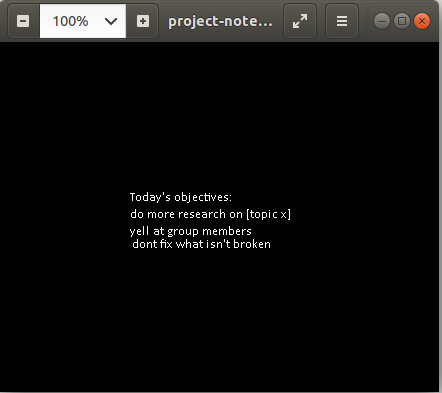 100%
project-note...
Today's objectives:
do more research on [topic x]
yell at group members
dont fix what isn't broken